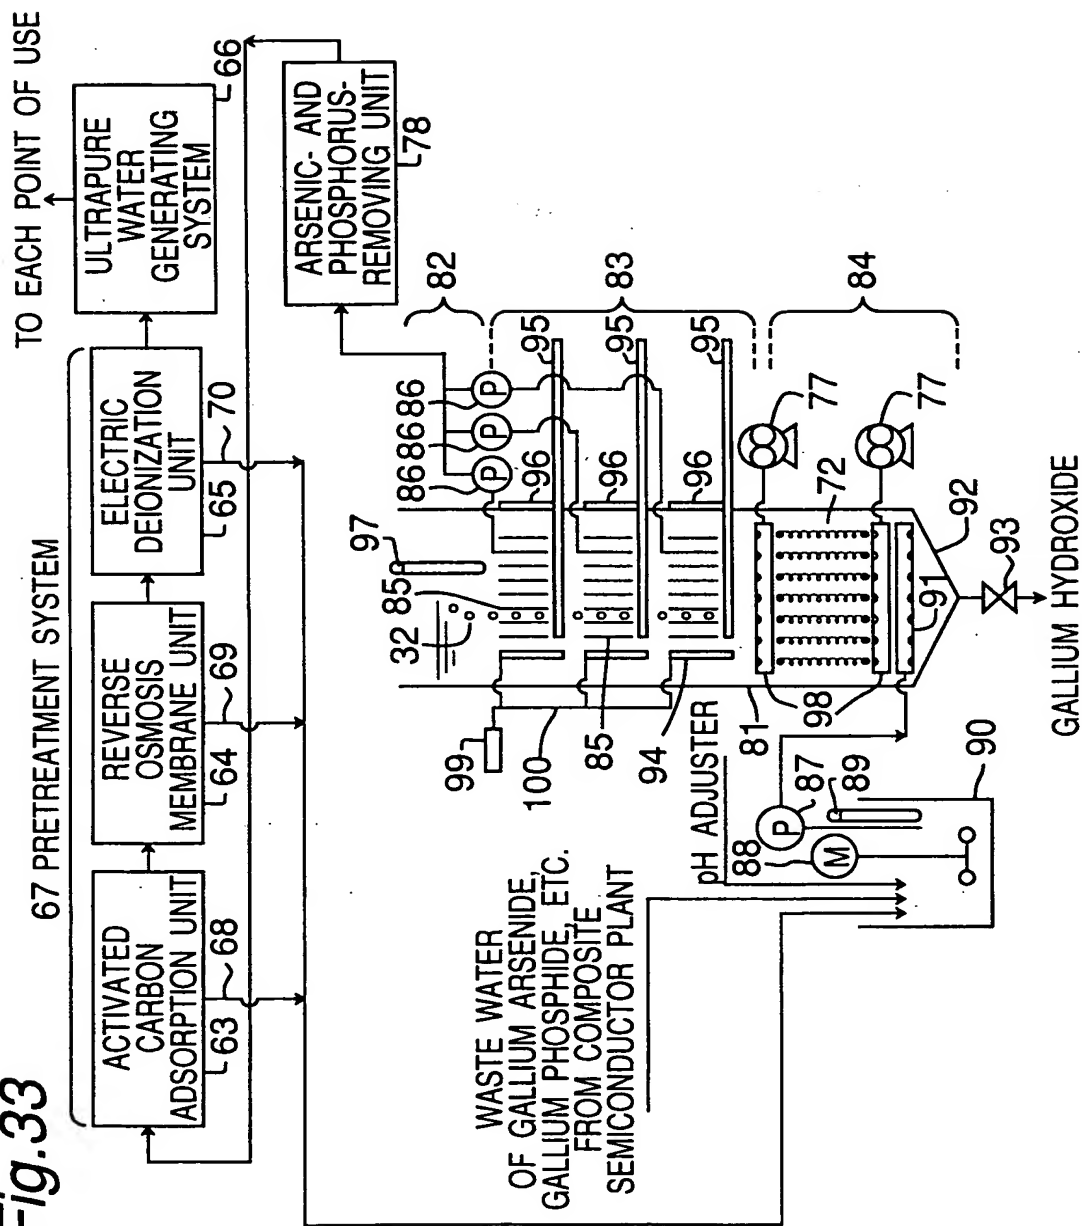 Fig.33
67 PRETREATMENT SYSTEM
TO EACH POINT OF USE
ACTIVATED
CARBON
ADSORPTION UNIT
63
68
REVERSE
OSMOSIS
MEMBRANE UNIT
64
69
ELECTRIC
DEIONIZATION
UNIT
65
70
ULTRAPURE
WATER
GENERATING
SYSTEM
66
ARSENIC- AND
PHOSPHORUS-
REMOVING UNIT
78
82
83
84
86
86
86
P
P
P
97
85
32
96
96
96
95
95
95
99
100
85
94
81
98
77
77
72
91
92
93
GALLIUM HYDROXIDE
WASTE WATER
OF GALLIUM ARSENIDE,
GALLIUM PHOSPHIDE, ETC.
FROM COMPOSITE
SEMICONDUCTOR PLANT
pH ADJUSTER
88
87
89
P
M
90